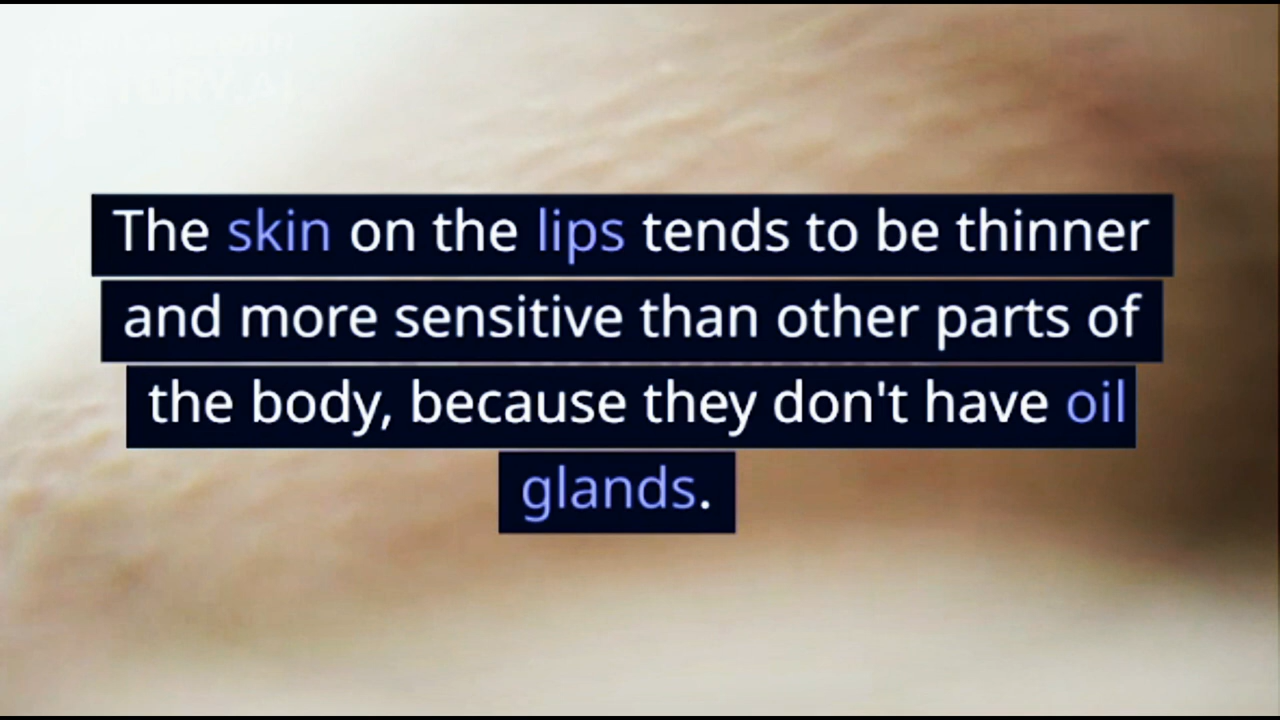 The skin on the lips tends to be thinner
and more sensitive than other parts of
the body, because they don't have oil
glands.